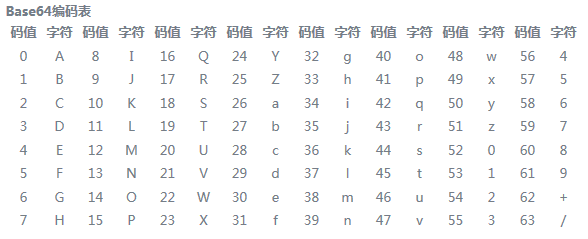 Base64编码表
码值 字符 码值 字符 码值 字符 码值 字符 码值 字符 码值 字符 码值 字符 码值 字符
0 A 8 I 16 Q 24 Y 32 g 40 o 48 w 56 4
1 B 9 J 17 R 25 Z 33 h 41 p 49 x 57 5
2 C 10 K 18 S 26 a 34 i 42 q 50 y 58 6
3 D 11 L 19 T 27 b 35 j 43 r 51 z 59 7
4 E 12 M 20 U 28 c 36 k 44 s 52 0 60 8
5 F 13 N 21 V 29 d 37 l 45 t 53 1 61 9
6 G 14 O 22 W 30 e 38 m 46 u 54 2 62 +
7 H 15 P 23 X 31 f 39 n 47 v 55 3 63 /